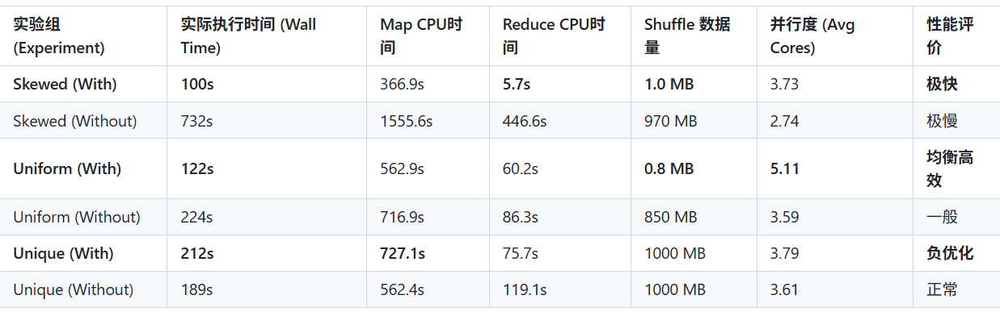 实验组 (Experiment) 实际执行时间 (Wall Time) Map CPU时间 Reduce CPU时间 Shuffle 数据量 并行度 (Avg Cores) 性能评价
Skewed (With) 100s 366.9s 5.7s 1.0 MB 3.73 极快
Skewed (Without) 732s 1555.6s 446.6s 970 MB 2.74 极慢
Uniform (With) 122s 562.9s 60.2s 0.8 MB 5.11 均衡高效
Uniform (Without) 224s 716.9s 86.3s 850 MB 3.59 一般
Unique (With) 212s 727.1s 75.7s 1000 MB 3.79 负优化
Unique (Without) 189s 562.4s 119.1s 1000 MB 3.61 正常